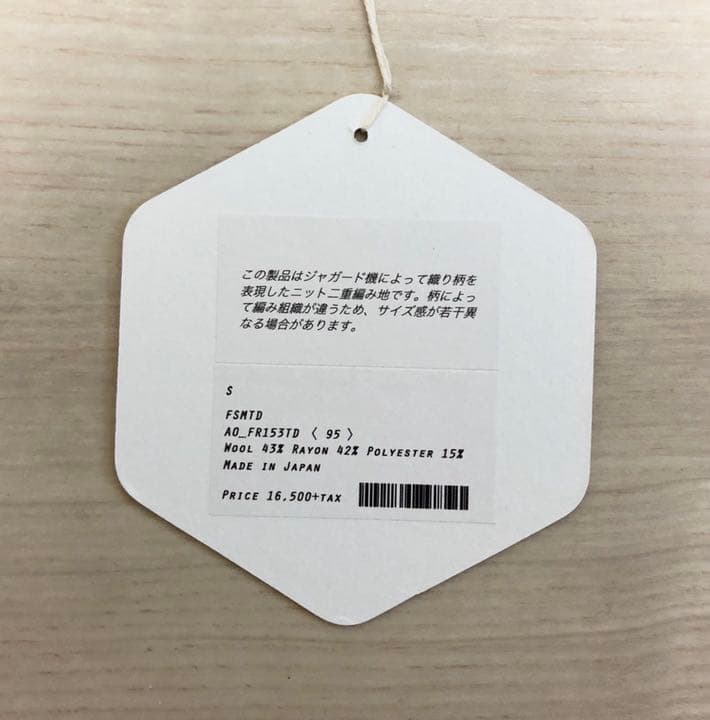 この製品はジャガード機によって織り柄を
表現したニット二重編み地です。柄によっ
て編み組織が違うため、サイズ感が若干異
なる場合があります。
S
FSMTD
AO_FR153TD 〈 95 〉
WOOL 43% RAYON 42% POLYESTER 15%
MADE IN JAPAN
PRICE 16,500+TAX